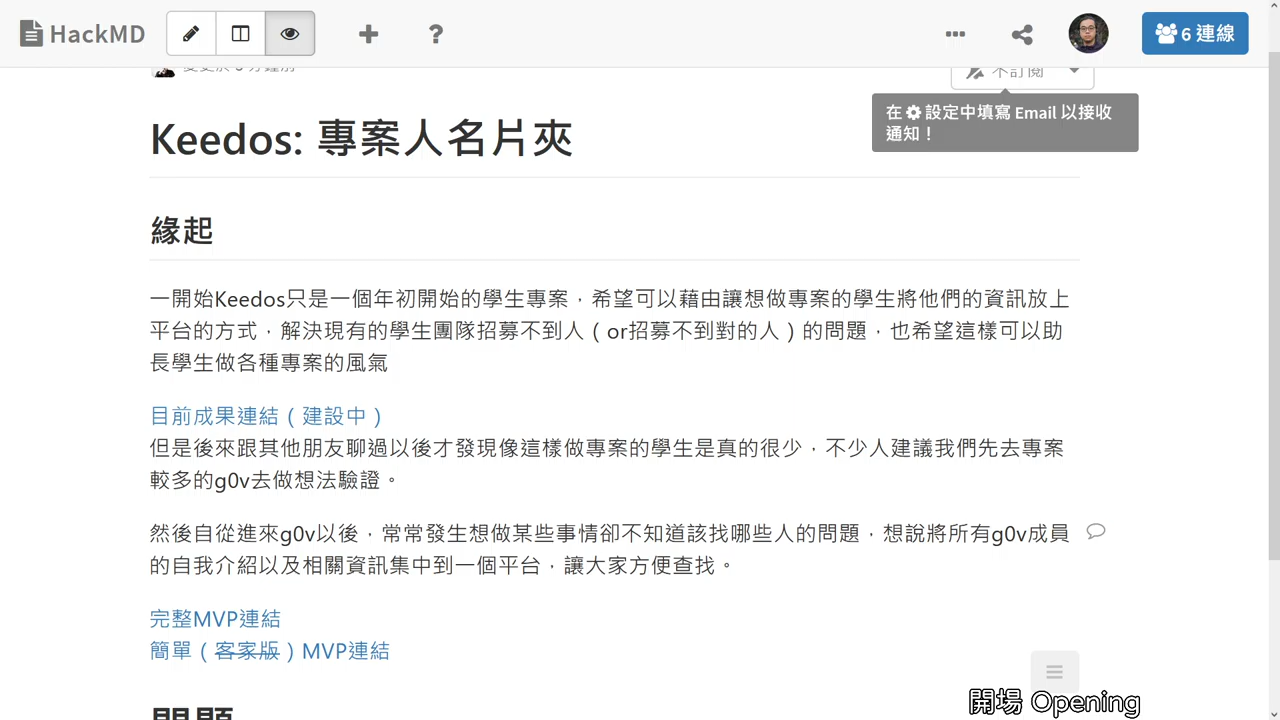 HackMD
6 連線
不訂閱
在設定中填寫 Email 以接收
通知！
Keedos: 專案人名片夾
緣起
一開始Keedos只是一個年初開始的學生專案，希望可以藉由讓想做專案的學生將他們的資訊放上
平台的方式，解決現有的學生團隊招募不到人（or招募不到對的人）的問題，也希望這樣可以助
長學生做各種專案的風氣
目前成果連結（建設中）
但是後來跟其他朋友聊過以後才發現像這樣做專案的學生是真的很少，不少人建議我們先去專案
較多的g0v去做想法驗證。
然後自從進來g0v以後，常常發生想做某些事情卻不知道該找哪些人的問題，想說將所有g0v成員
的自我介紹以及相關資訊集中到一個平台，讓大家方便查找。
完整MVP連結
簡單（客家版）MVP連結
問題
開場 Opening